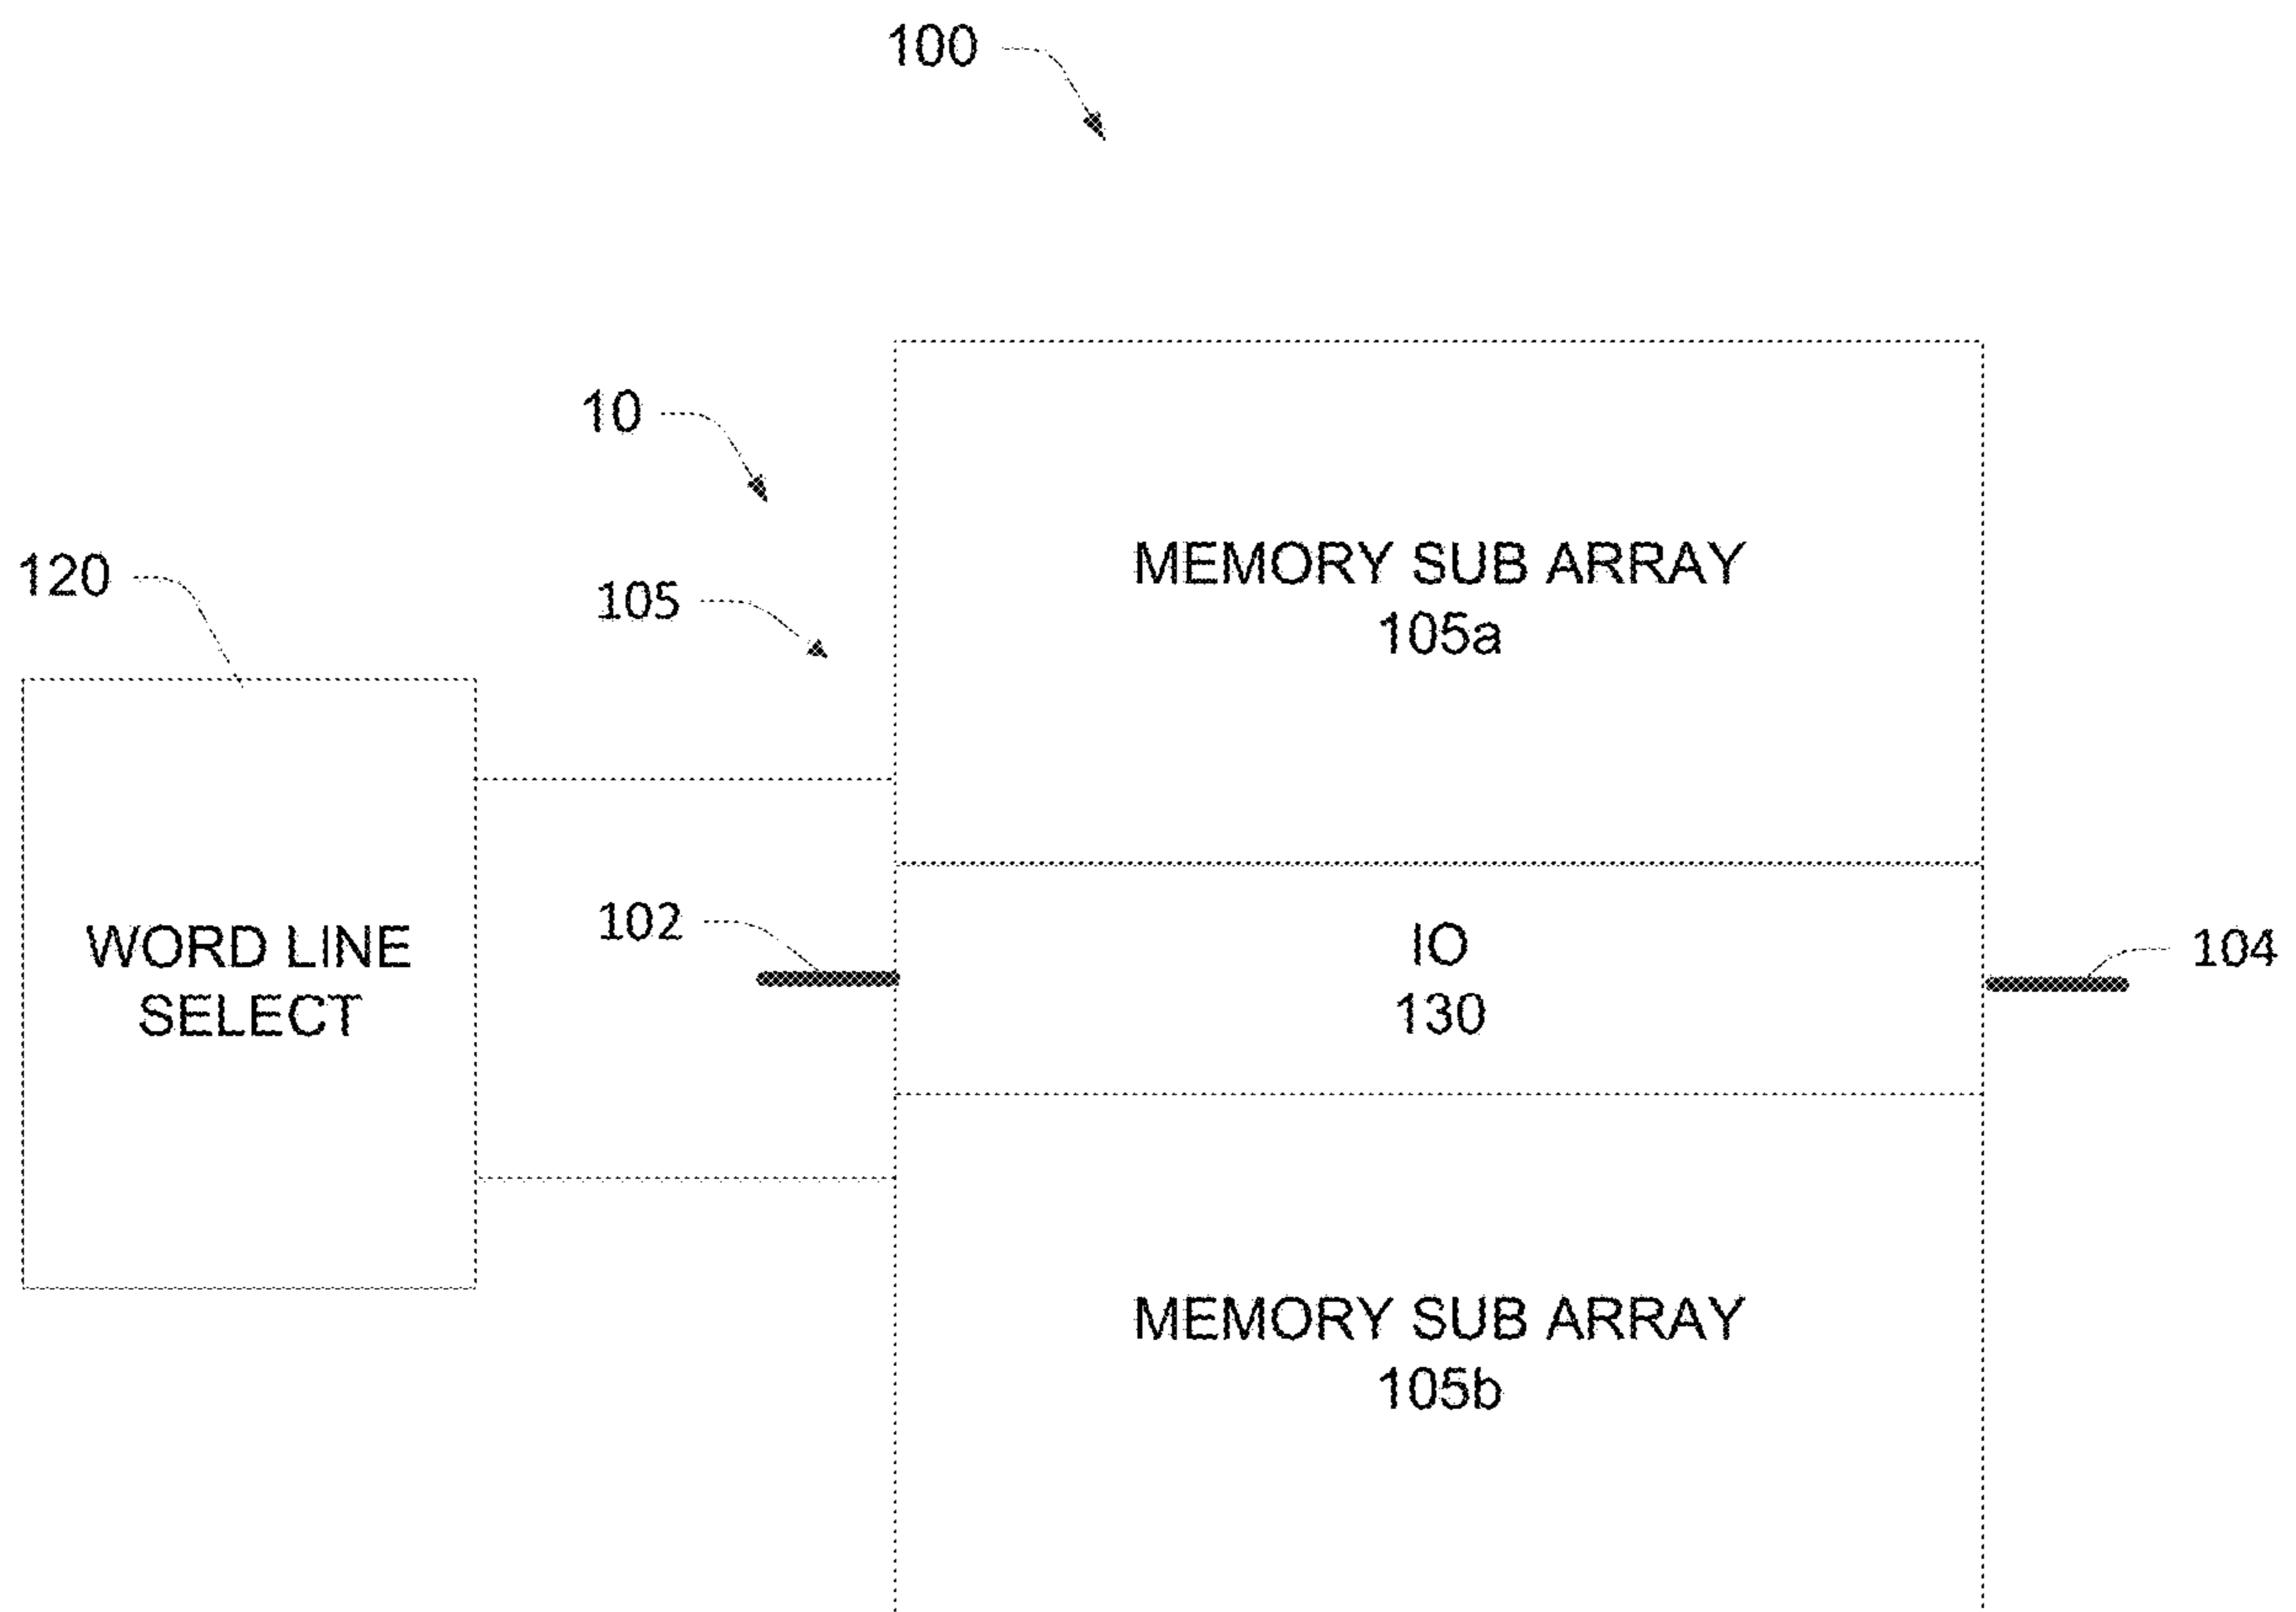 100
10
MEMORY SUB ARRAY
105a
120
105
WORD LINE
SELECT
102
IO
130
104
MEMORY SUB ARRAY
105b